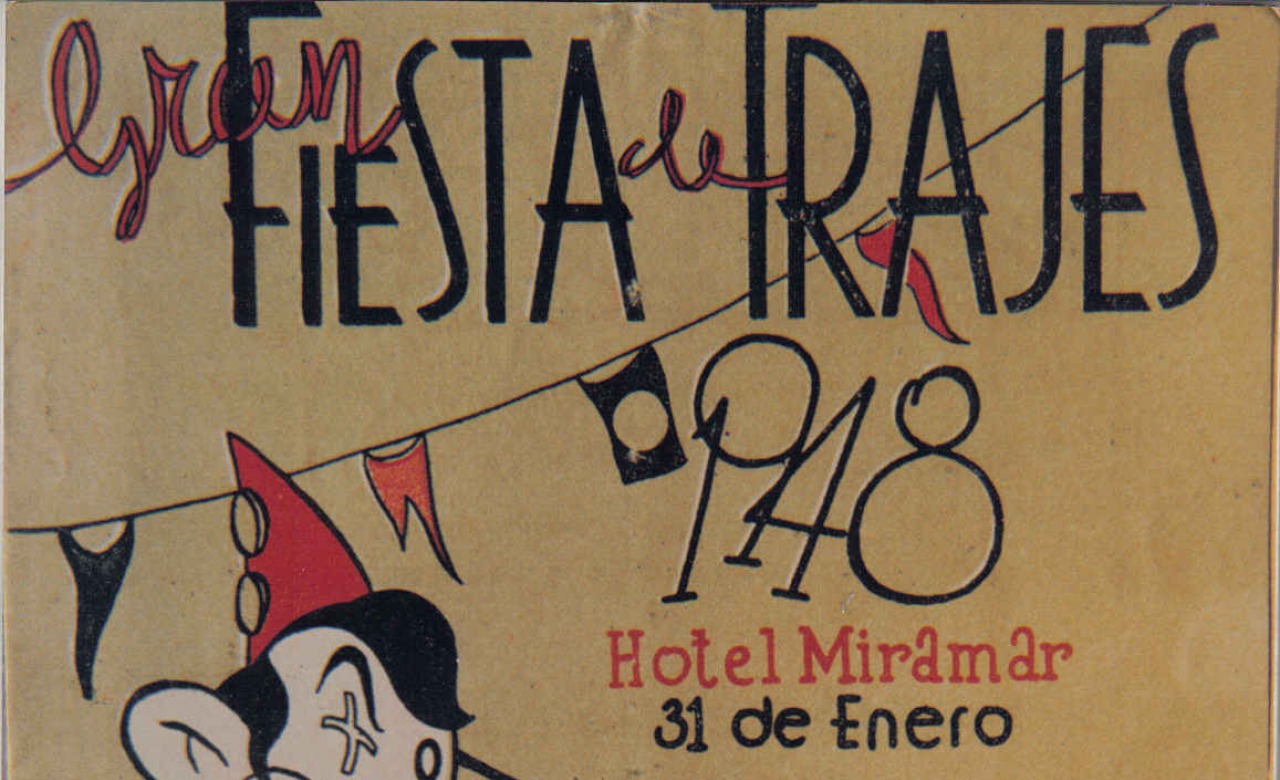 Gran FIESTA de TRAJES
1948
Hotel Miramar
31 de Enero